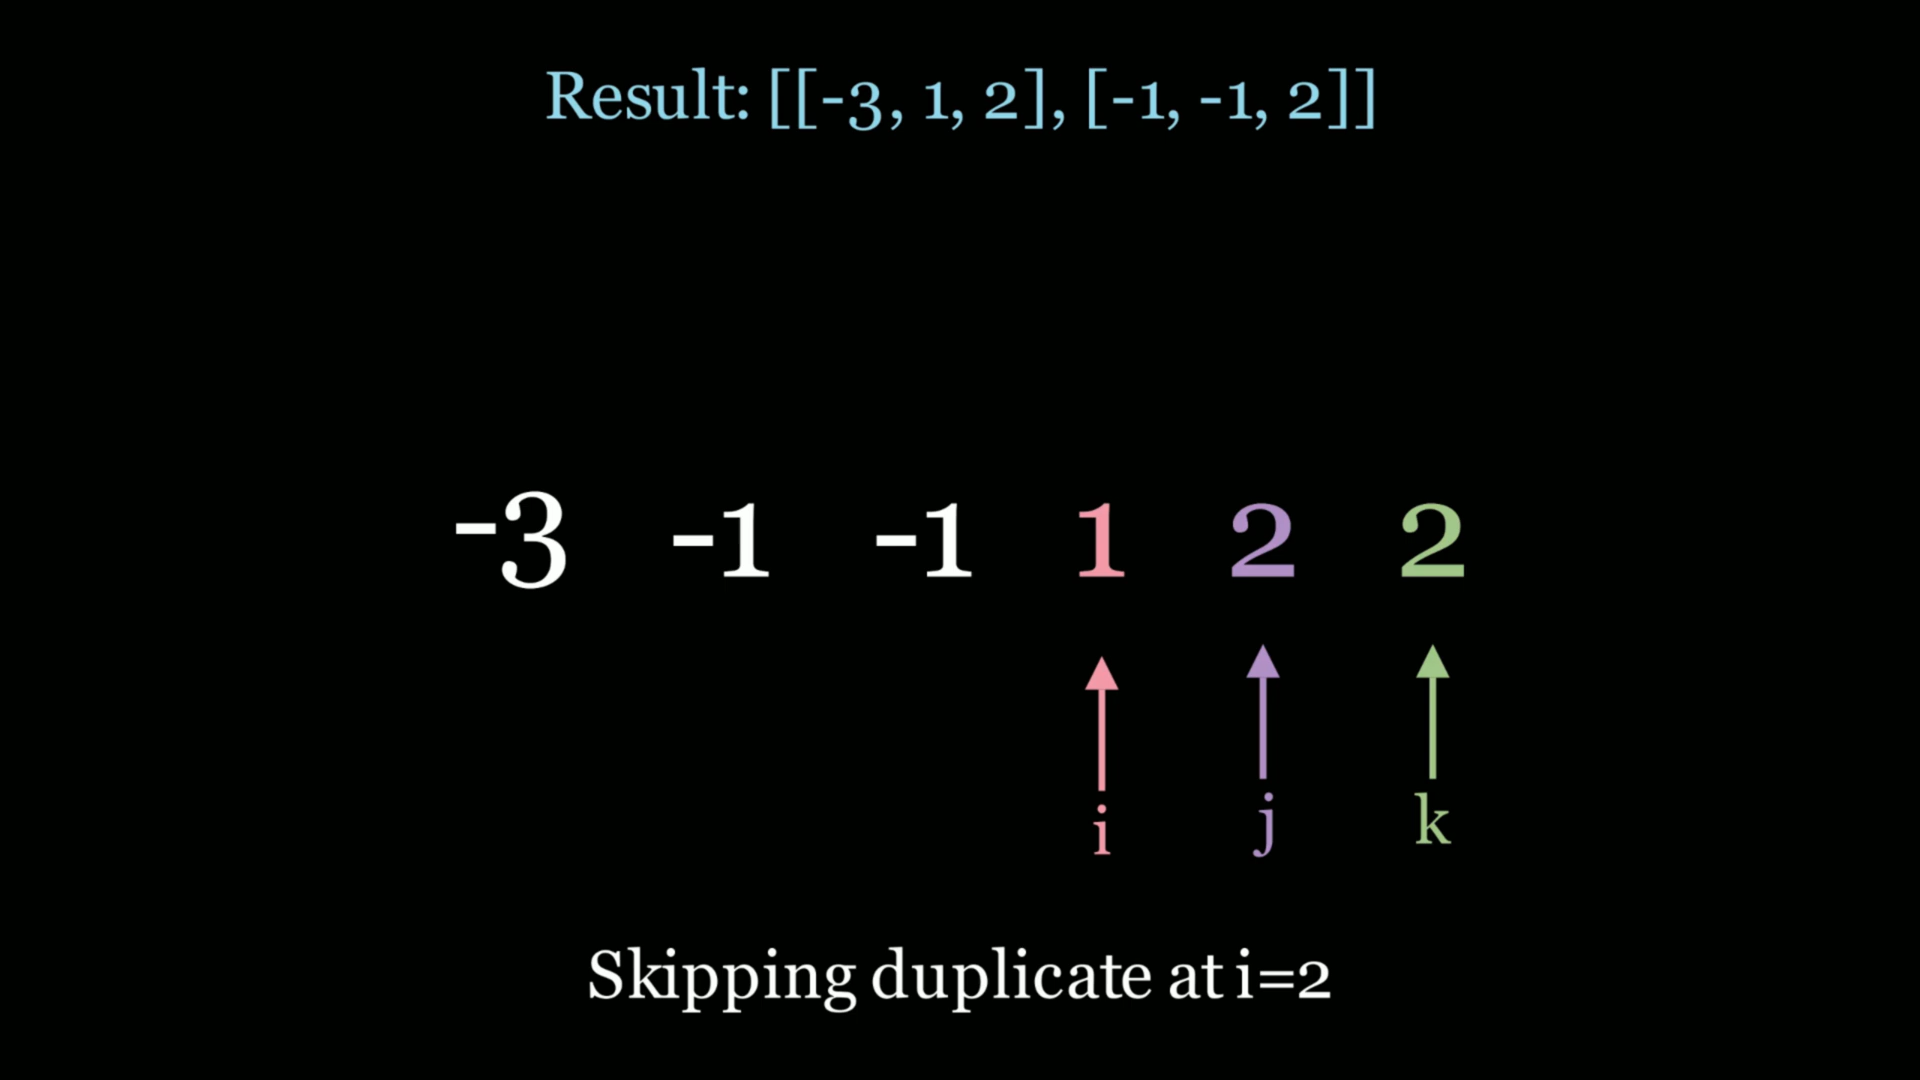 Result: [[-3, 1, 2], [-1, -1, 2]]
-3 -1 -1 1 2 2
i j k
Skipping duplicate at i=2